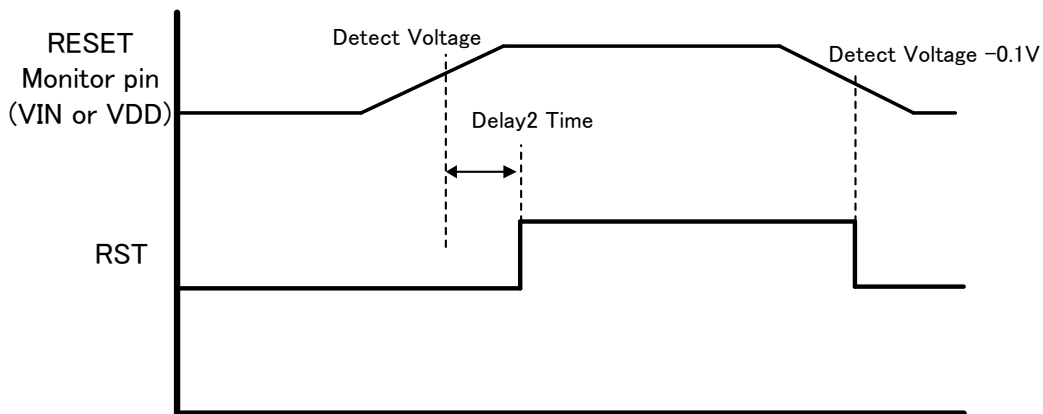 RESET
Monitor pin
(VIN or VDD)
Detect Voltage
Detect Voltage -0.1V
Delay2 Time
RST